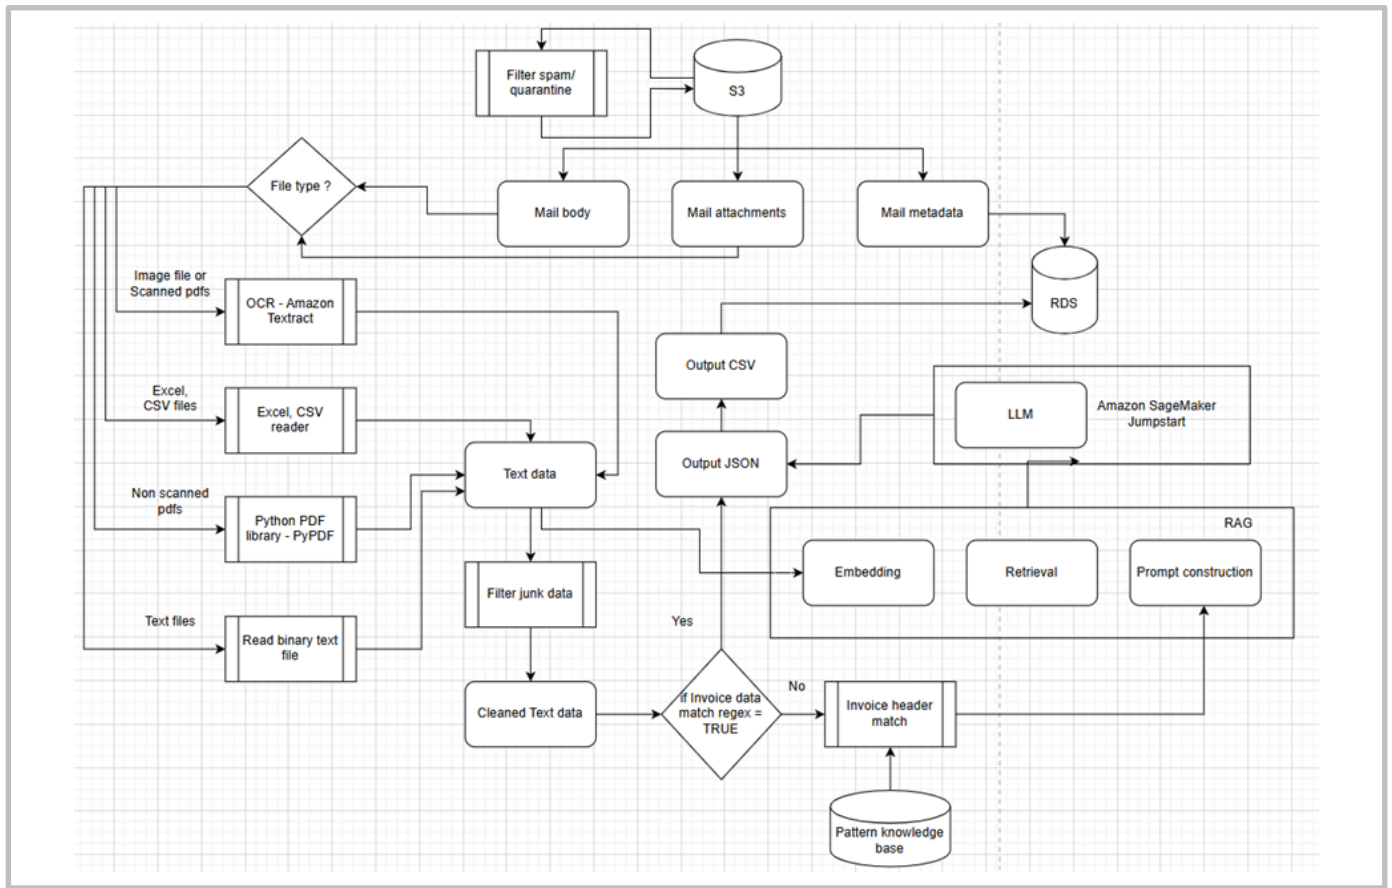 Filter spam/
quarantine
S3
File type ?
Mail body
Mail attachments
Mail metadata
Image file or
Scanned pdfs
OCR - Amazon
Textract
RDS
Output CSV
Excel,
CSV files
Excel, CSV
reader
LLM
Amazon SageMaker
Jumpstart
Text data
Output JSON
Non scanned
pdfs
Python PDF
library - PyPDF
RAG
Embedding
Retrieval
Prompt construction
Filter junk data
Text files
Read binary text
file
Yes
Cleaned Text data
if Invoice data
match regex =
TRUE
No
Invoice header
match
Pattern knowledge
base